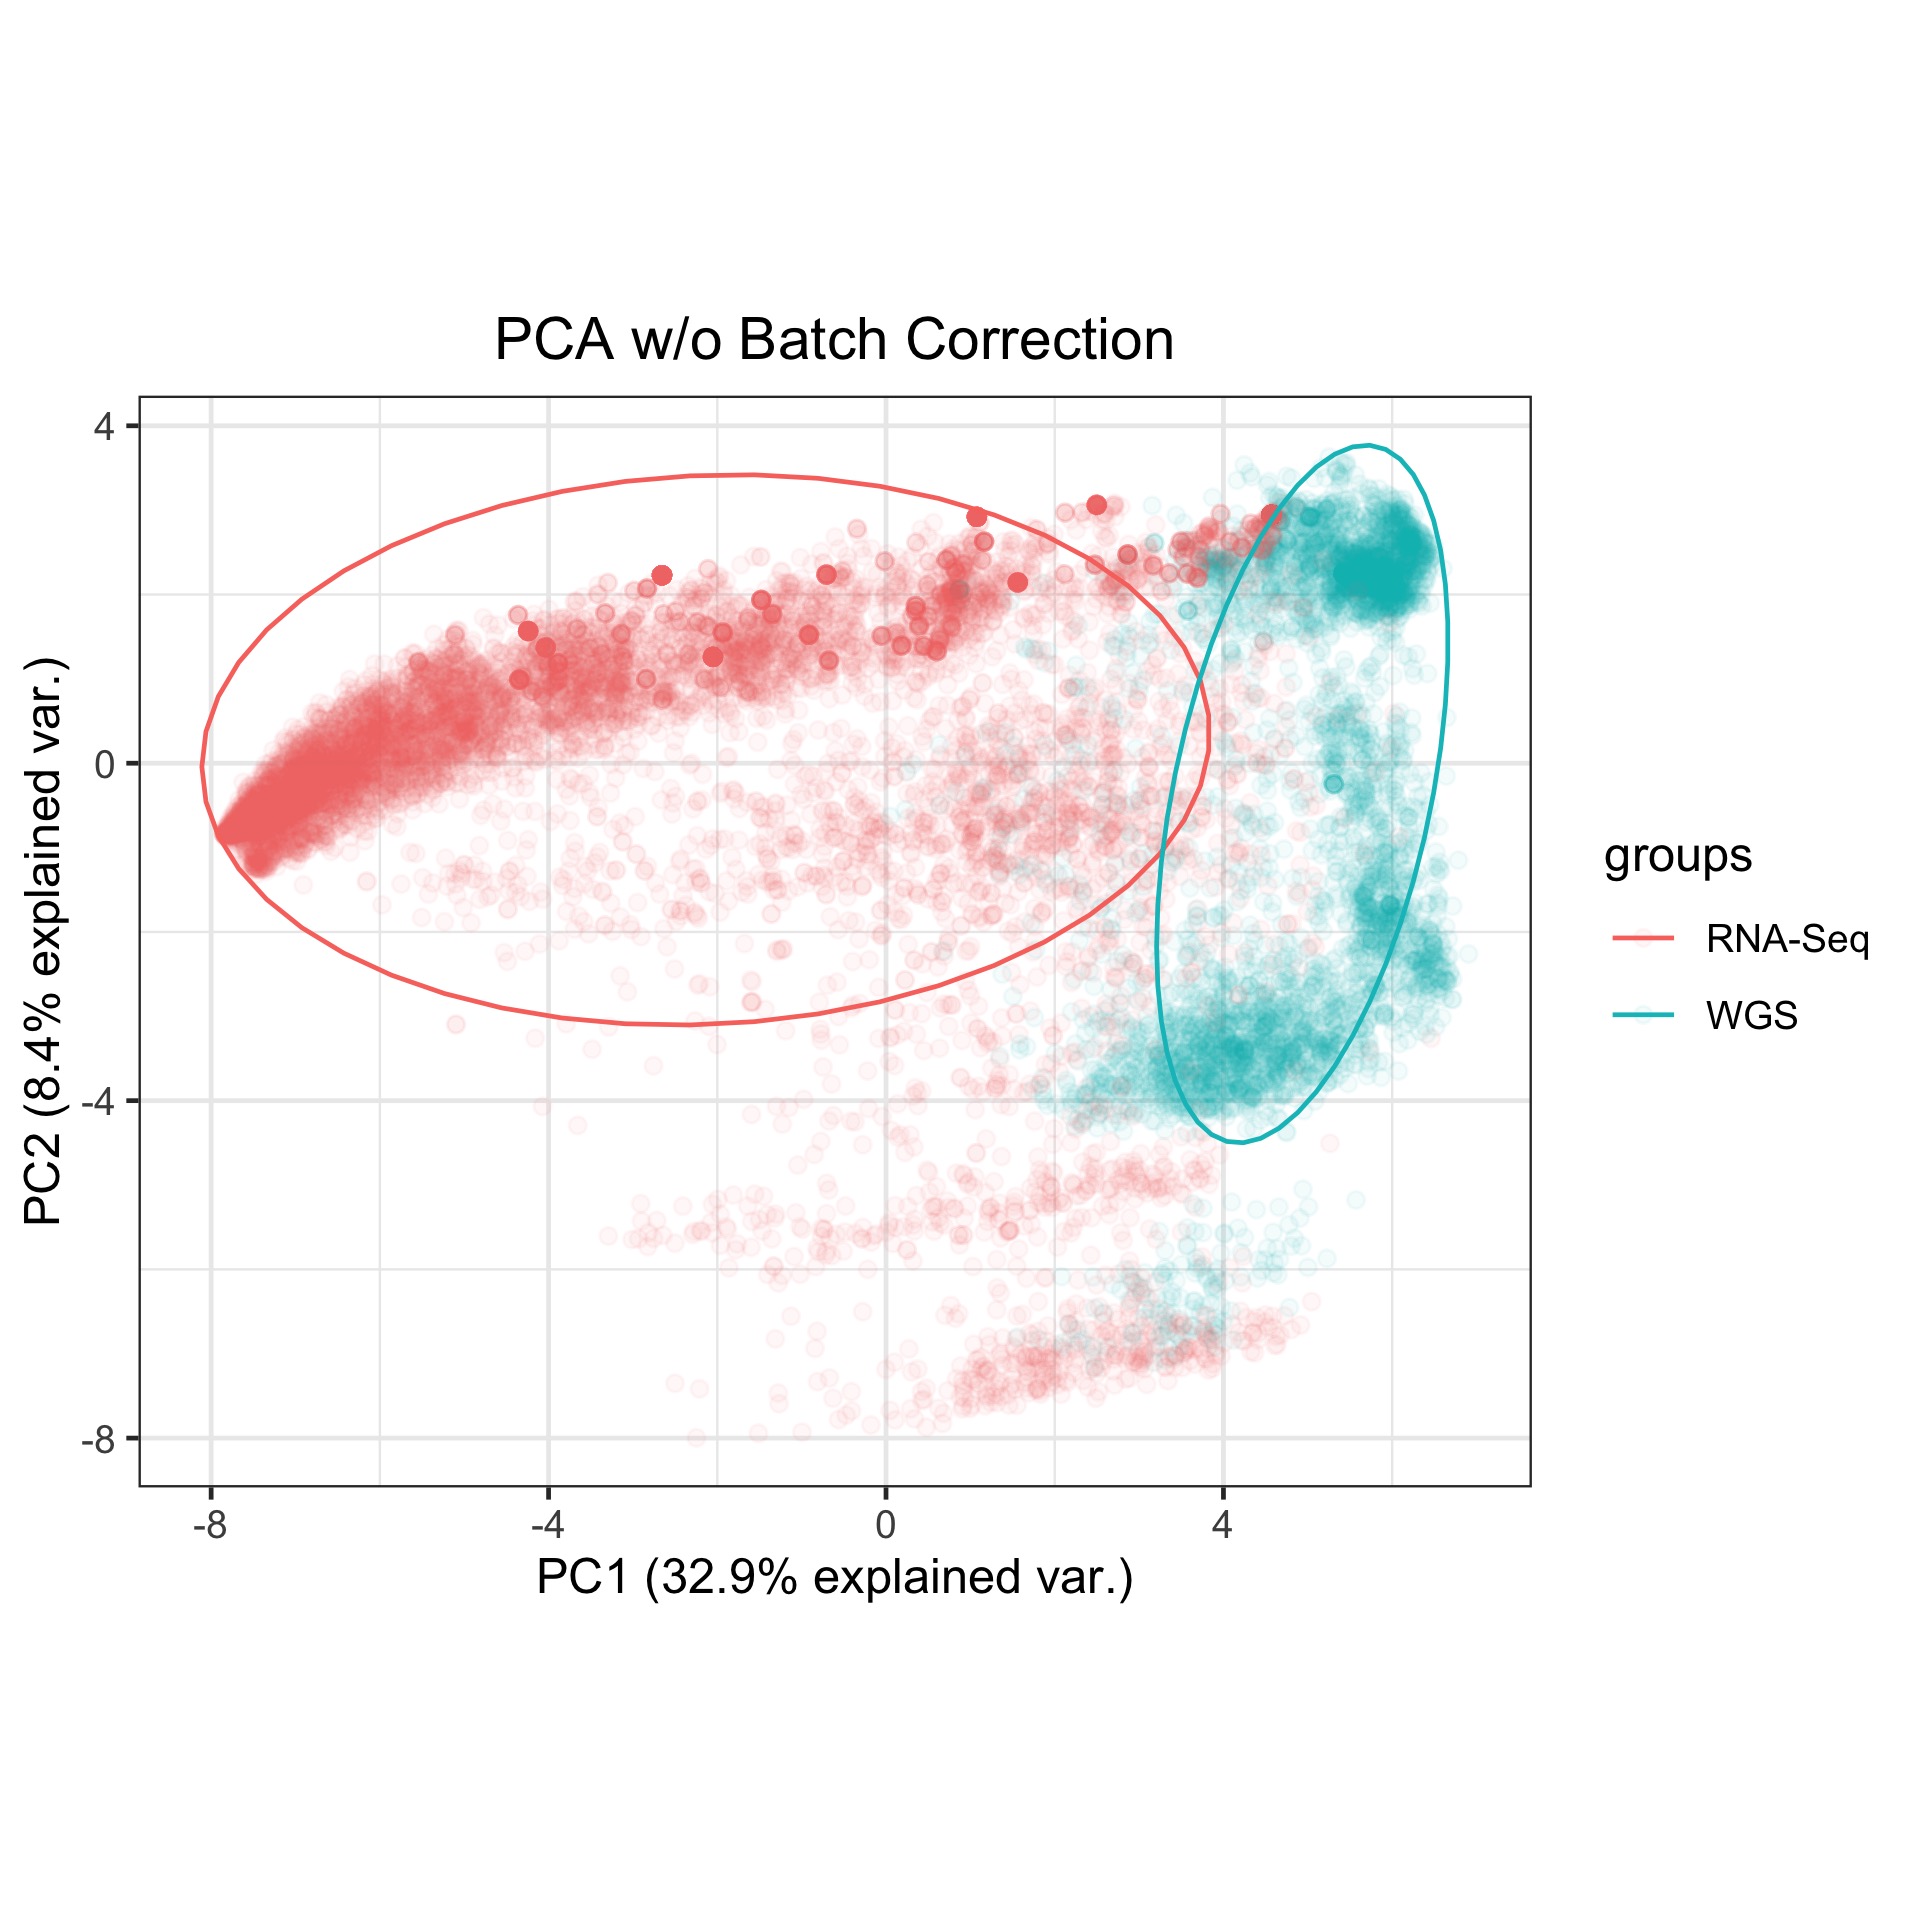 PCA w/o Batch Correction
4
0
-4
-8
PC2 (8.4% explained var.)
-8
-4
0
4
PC1 (32.9% explained var.)
groups
RNA-Seq
WGS